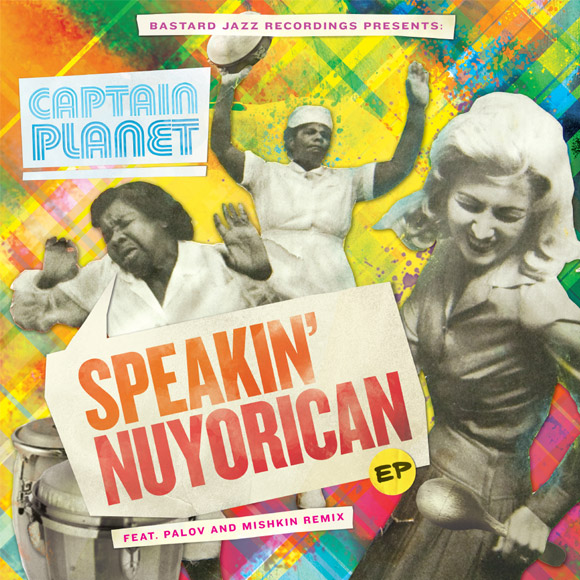 BASTARD JAZZ RECORDINGS PRESENTS:
CAPTAIN
PLANET
SPEAKIN'
NUYORICAN
EP
FEAT. PALOV AND MISHKIN REMIX